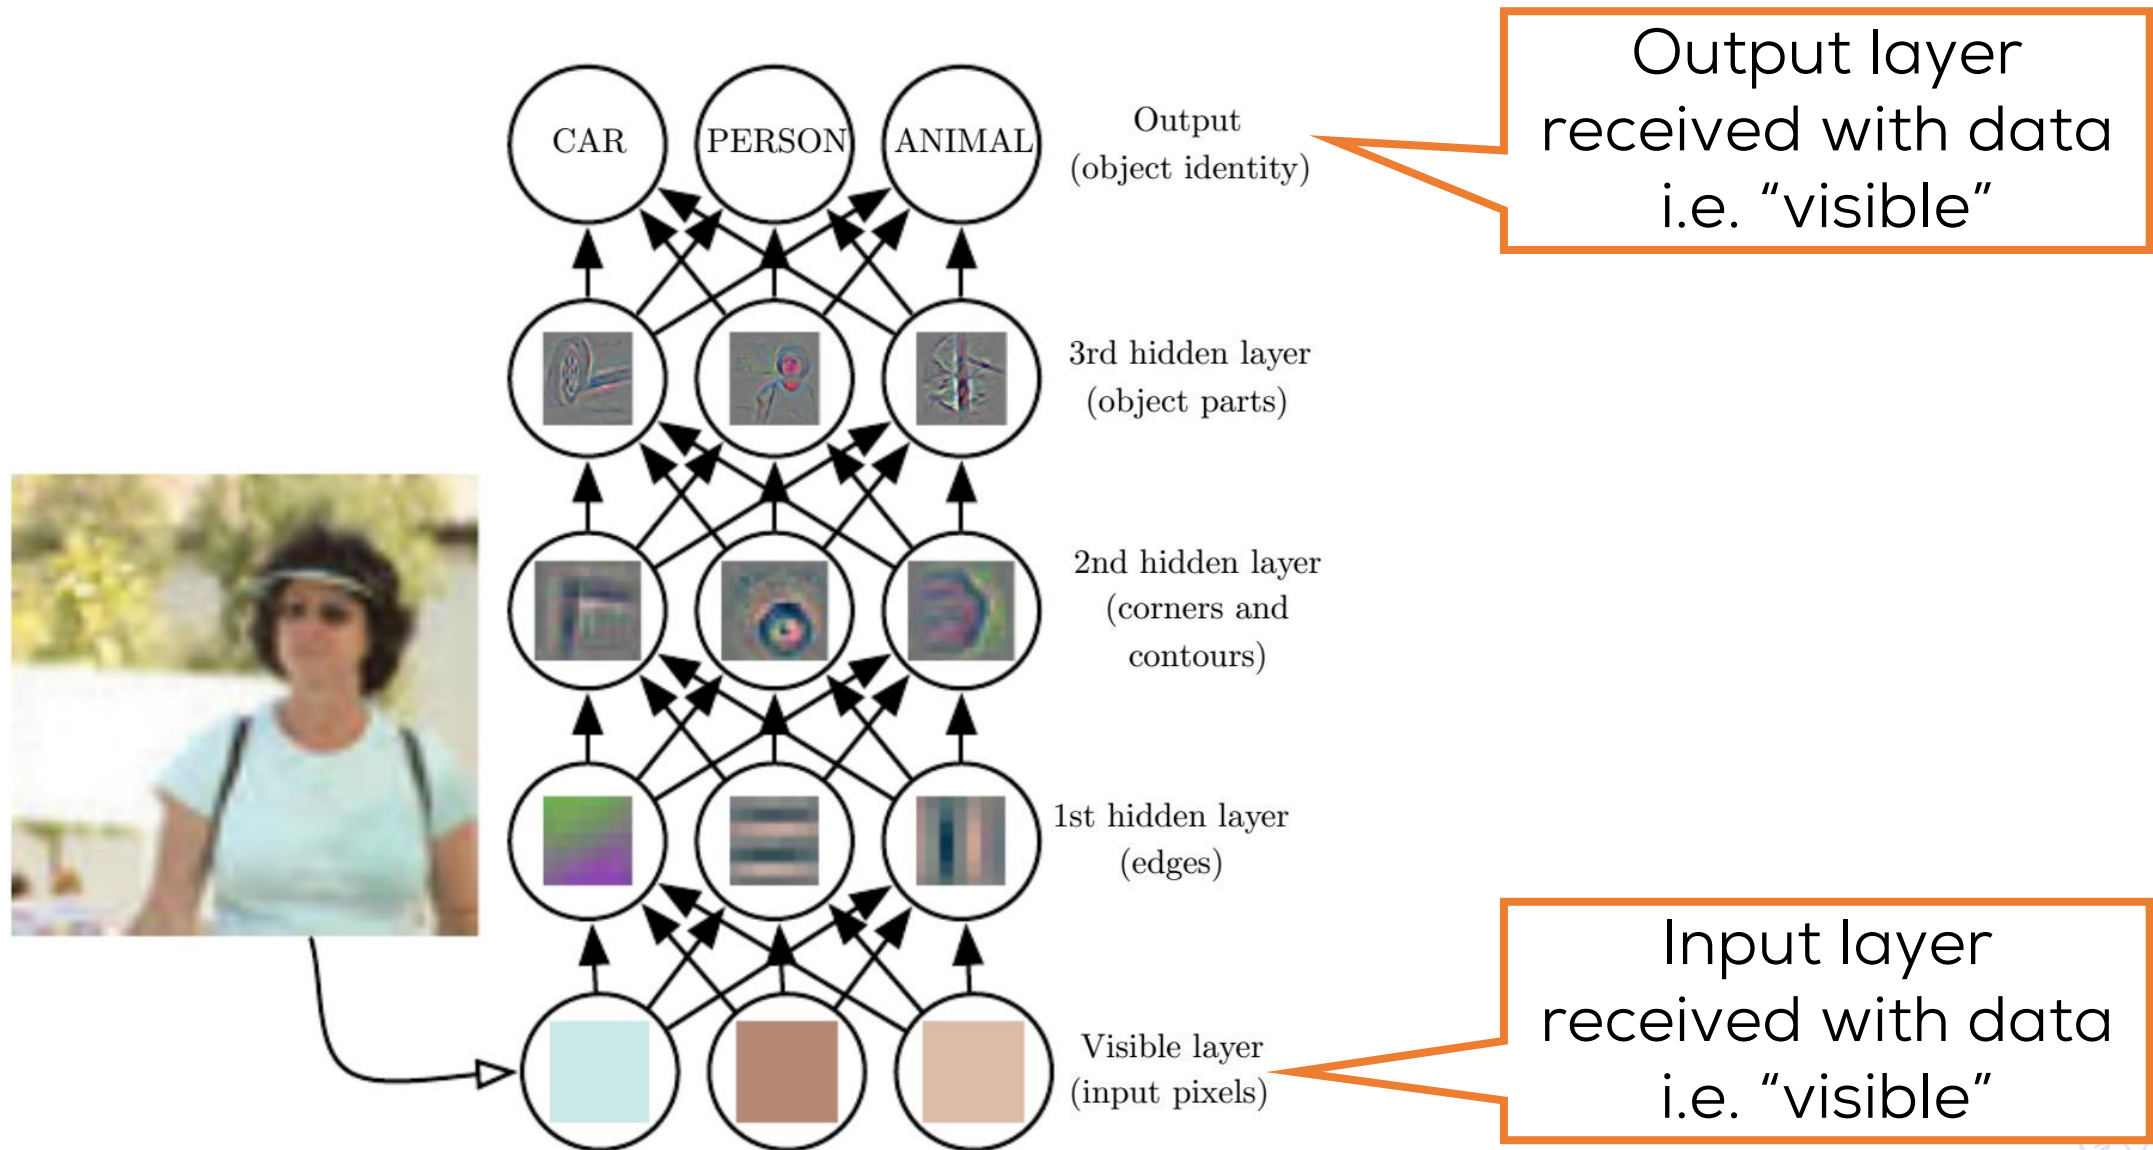 CAR
PERSON
ANIMAL
Output
(object identity)
Output layer
received with data
i.e. “visible”
3rd hidden layer
(object parts)
2nd hidden layer
(corners and
contours)
1st hidden layer
(edges)
Visible layer
(input pixels)
Input layer
received with data
i.e. “visible”